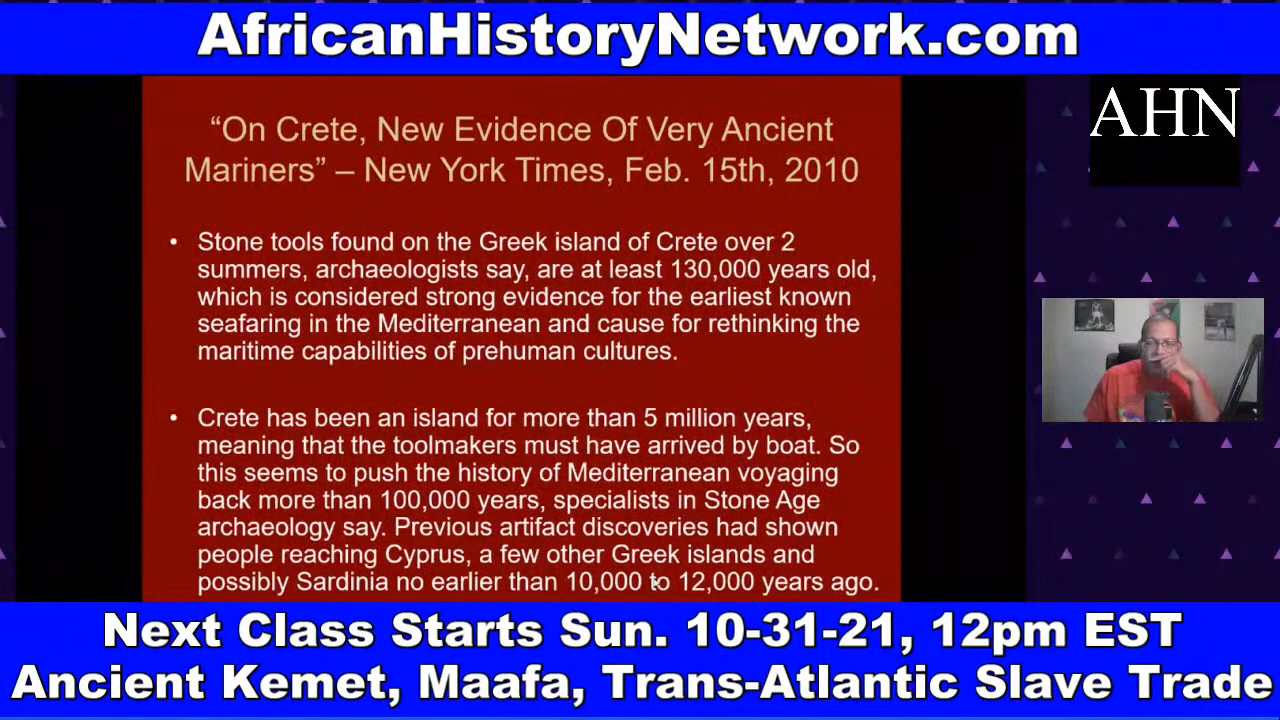 AfricanHistoryNetwork.com
AHN
“On Crete, New Evidence Of Very Ancient
Mariners” – New York Times, Feb. 15th, 2010
• Stone tools found on the Greek island of Crete over 2
summers, archaeologists say, are at least 130,000 years old,
which is considered strong evidence for the earliest known
seafaring in the Mediterranean and cause for rethinking the
maritime capabilities of prehuman cultures.
• Crete has been an island for more than 5 million years,
meaning that the toolmakers must have arrived by boat. So
this seems to push the history of Mediterranean voyaging
back more than 100,000 years, specialists in Stone Age
archaeology say. Previous artifact discoveries had shown
people reaching Cyprus, a few other Greek islands and
possibly Sardinia no earlier than 10,000 to 12,000 years ago.
Next Class Starts Sun. 10-31-21, 12pm EST
Ancient Kemet, Maafa, Trans-Atlantic Slave Trade